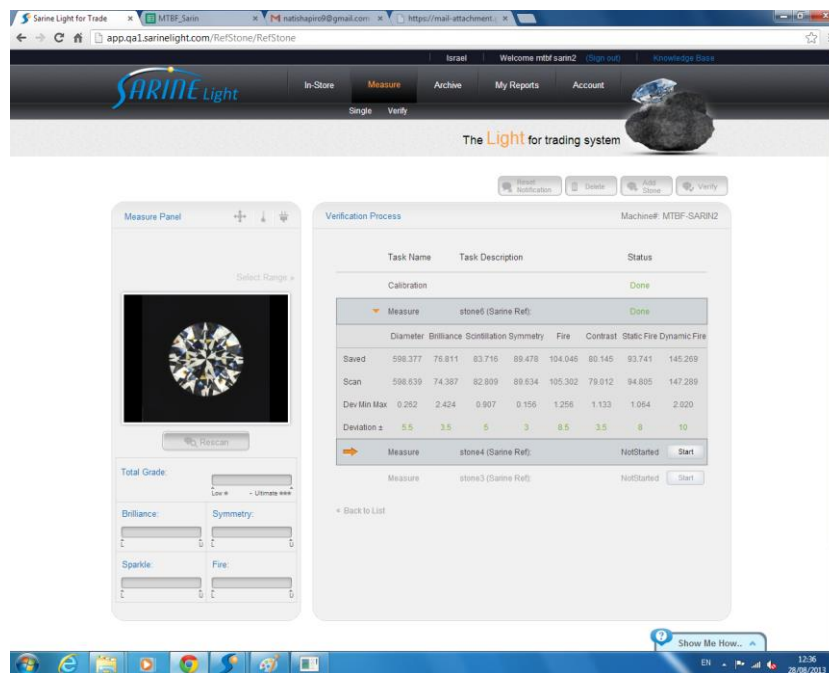 Sarine Light for Trade
MTBF_Sarin
natishapiro9@gmail.com
https://mail-attachment.g
app.qa1.sarinelight.com/RefStone/RefStone
Israel
Welcome mtbf sarin2
(Sign out)
Knowledge Base
SARINE Light
In-Store
Measure
Archive
My Reports
Account
Single
Verify
The Light for trading system
Reset Notification
Delete
Add Stone
Verify
Measure Panel
Select Range
Rescan
Total Grade:
Low
Ultimate
Brilliance:
Symmetry:
L U L U
Sparkle:
Fire:
L U L U
Verification Process
Machine#: MTBF-SARIN2
Task Name Task Description Status
Calibration Done
Measure stone6 (Sarine Ref): Done
Diameter Brilliance Scintillation Symmetry Fire Contrast Static Fire Dynamic Fire
Saved 598.377 76.811 83.716 89.478 104.046 80.145 93.741 145.269
Scan 598.639 74.387 82.809 89.634 105.302 79.012 94.805 147.289
Dev Min Max 0.262 2.424 0.907 0.156 1.256 1.133 1.064 2.020
Deviation ± 5.5 3.5 5 3 8.5 3.5 8 10
Measure stone4 (Sarine Ref): NotStarted Start
Measure stone3 (Sarine Ref): NotStarted Start
« Back to List
Show Me How..
EN
12:36
28/08/2013